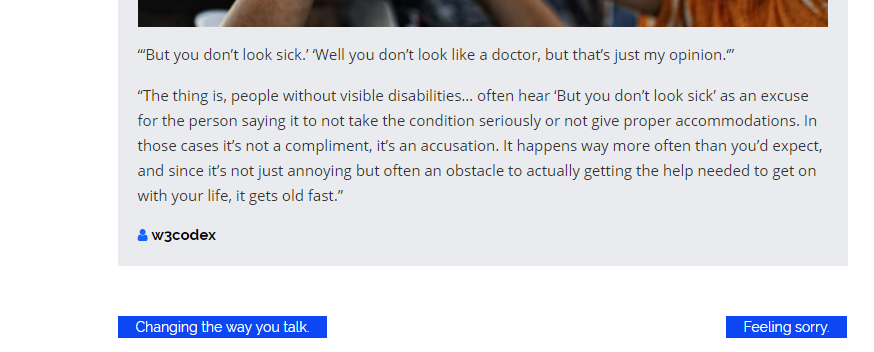 “‘But you don’t look sick.’ ‘Well you don’t look like a doctor, but that’s just my opinion.’”
“The thing is, people without visible disabilities… often hear ‘But you don’t look sick’ as an excuse
for the person saying it to not take the condition seriously or not give proper accommodations. In
those cases it’s not a compliment, it’s an accusation. It happens way more often than you’d expect,
and since it’s not just annoying but often an obstacle to actually getting the help needed to get on
with your life, it gets old fast.”
w3codex
Changing the way you talk.
Feeling sorry.